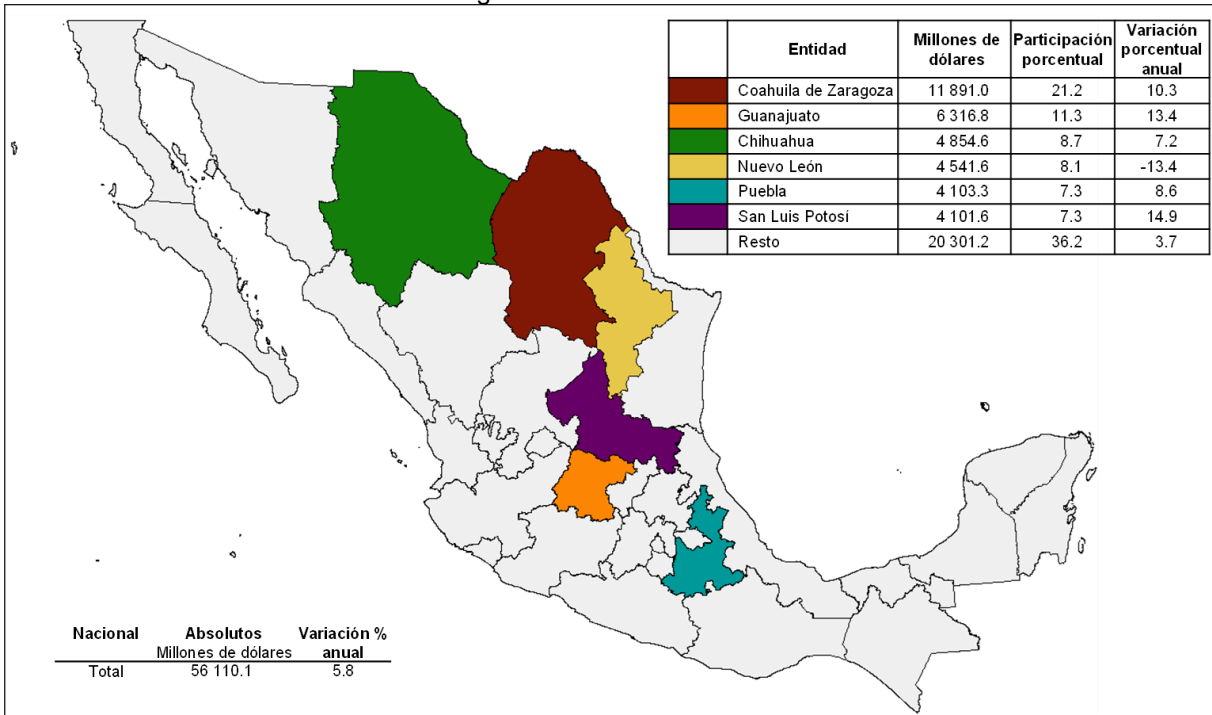 g
Entidad Millones de dólares Participación porcentual Variación porcentual anual
Coahuila de Zaragoza 11 891.0 21.2 10.3
Guanajuato 6 316.8 11.3 13.4
Chihuahua 4 854.6 8.7 7.2
Nuevo León 4 541.6 8.1 -13.4
Puebla 4 103.3 7.3 8.6
San Luis Potosí 4 101.6 7.3 14.9
Resto 20 301.2 36.2 3.7
Nacional Absolutos Variación %
Millones de dólares anual
Total 56 110.1 5.8